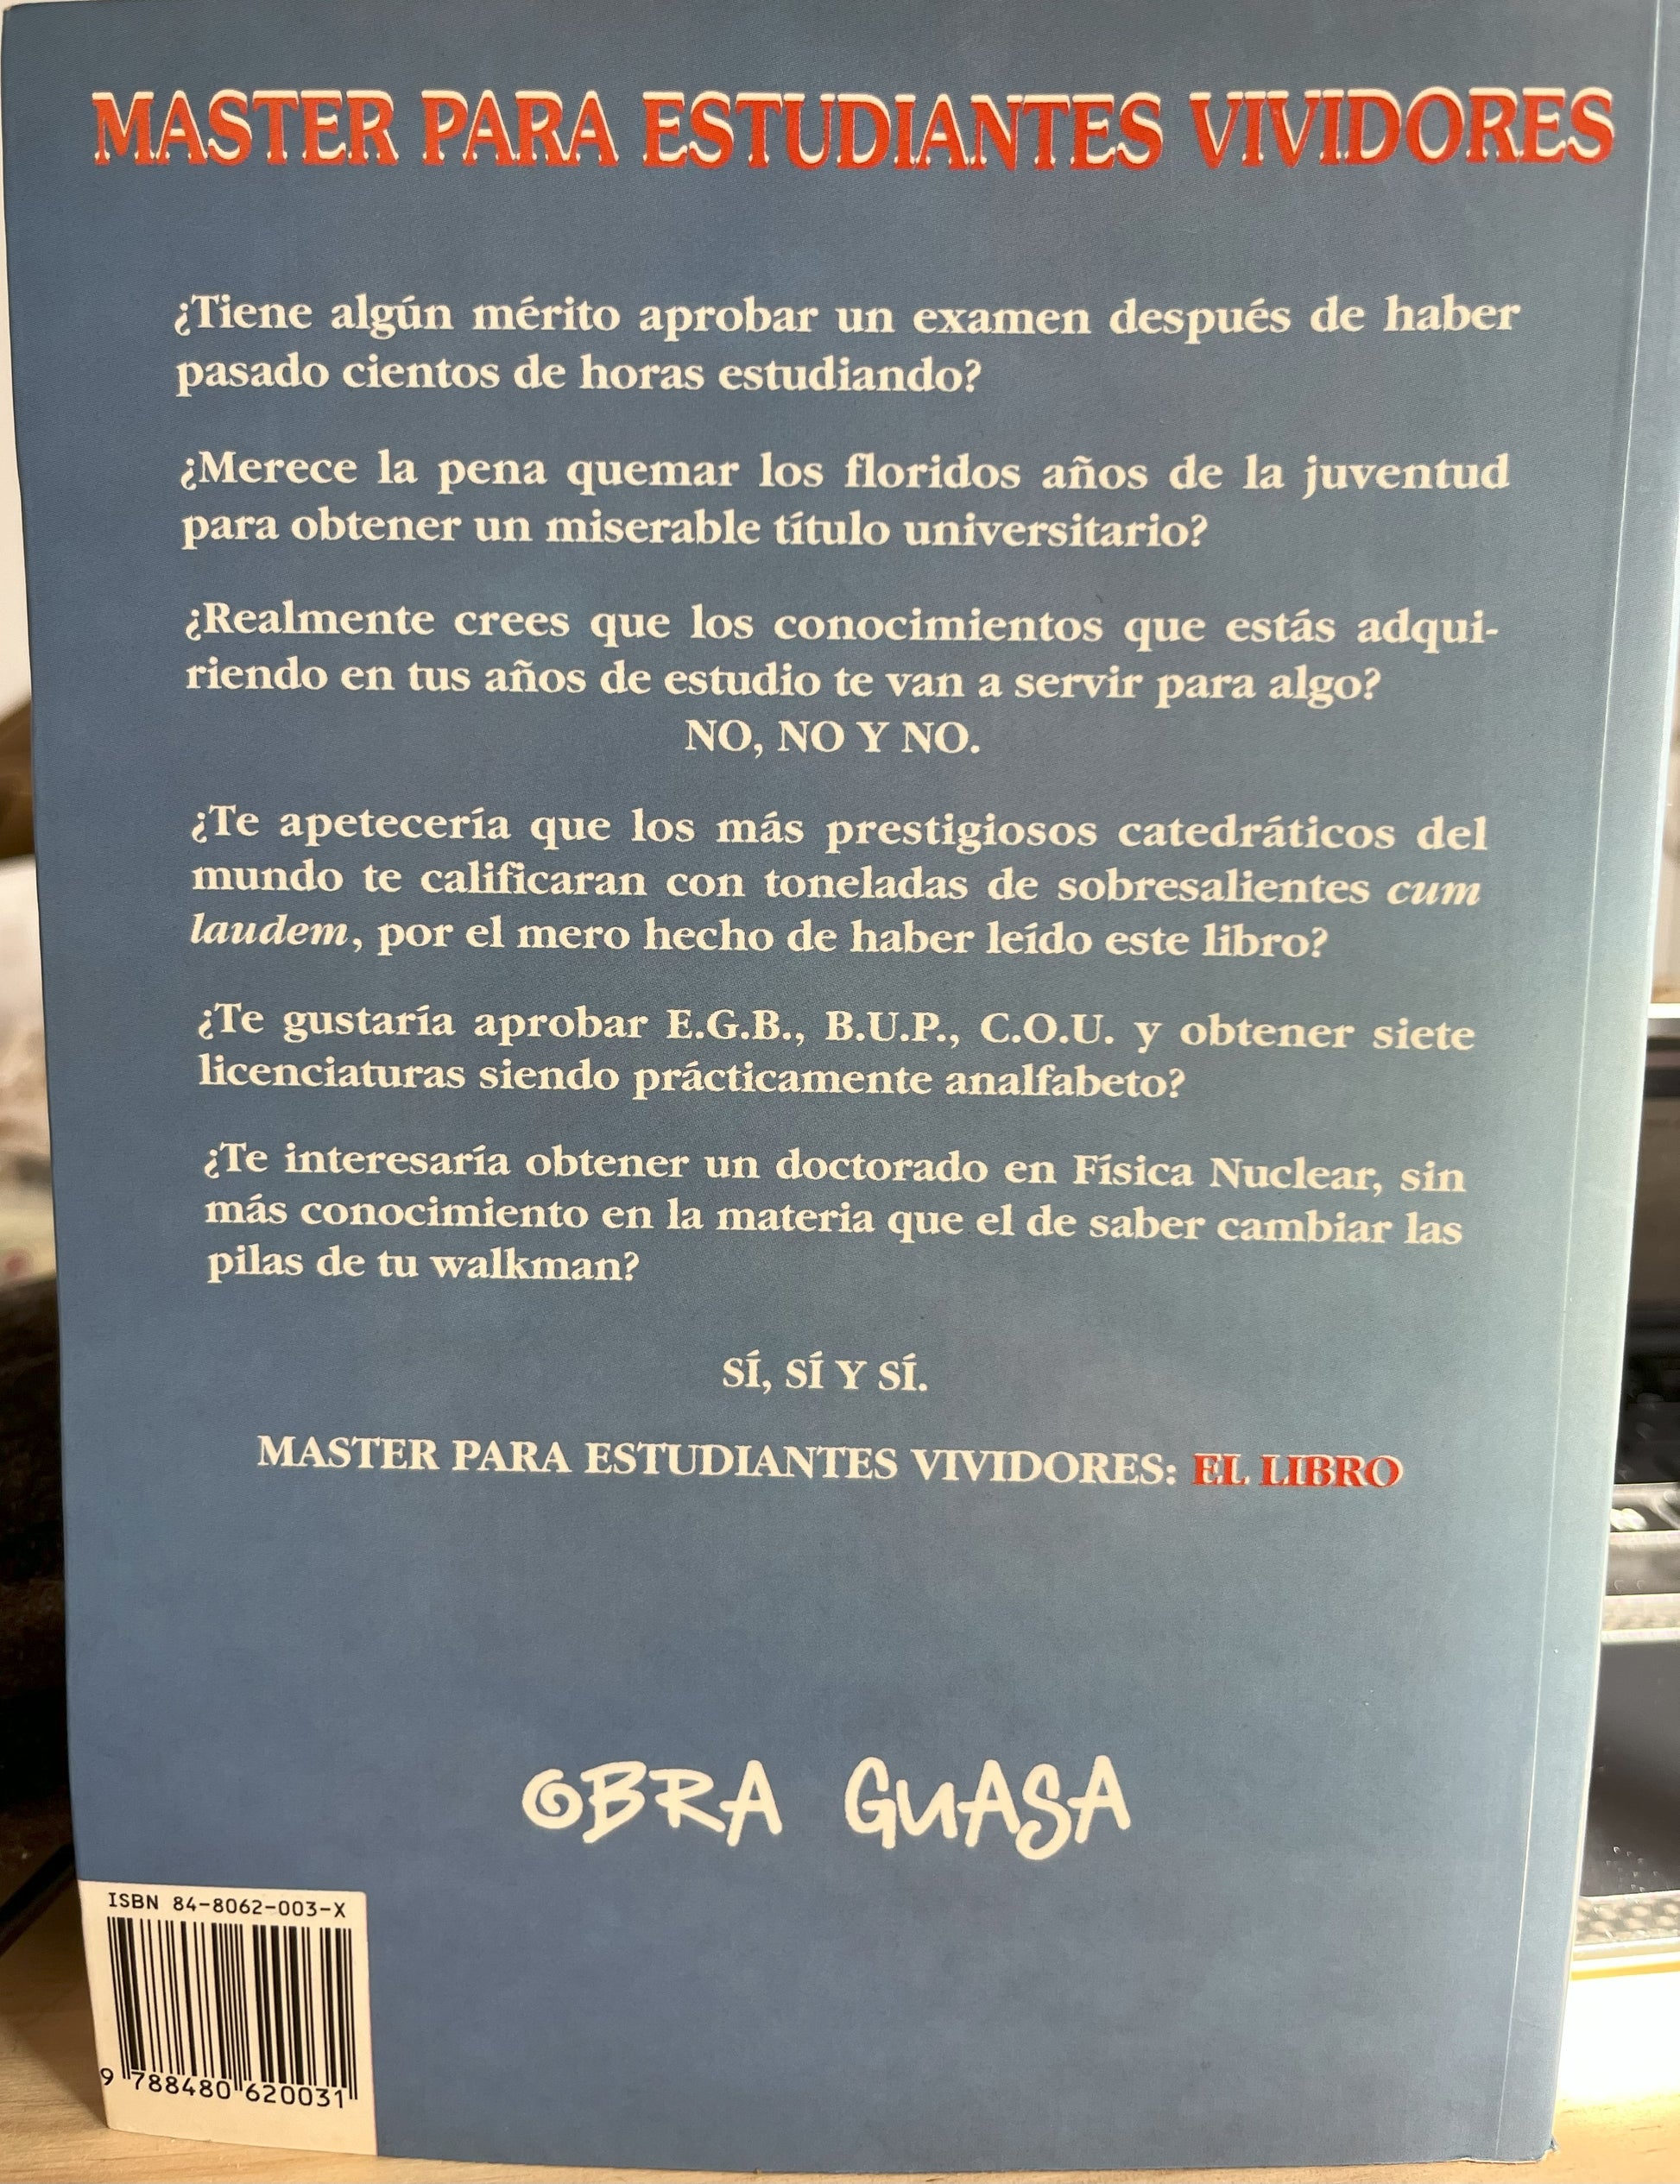 MASTER PARA ESTUDIANTES VIVIDORES
¿Tiene algún mérito aprobar un examen después de haber
pasado cientos de horas estudiando?
¿Merece la pena quemar los floridos años de la juventud
para obtener un miserable título universitario?
¿Realmente crees que los conocimientos que estás adqui-
riendo en tus años de estudio te van a servir para algo?
NO, NO Y NO.
¿Te apetecería que los más prestigiosos catedráticos del
mundo te calificaran con toneladas de sobresalientes cum
laudem, por el mero hecho de haber leído este libro?
¿Te gustaría aprobar E.G.B., B.U.P., C.O.U. y obtener siete
licenciaturas siendo prácticamente analfabeto?
¿Te interesaría obtener un doctorado en Física Nuclear, sin
más conocimiento en la materia que el de saber cambiar las
pilas de tu walkman?
SÍ, SÍ Y SÍ.
MASTER PARA ESTUDIANTES VIVIDORES: EL LIBRO
OBRA GUASA
ISBN 84-8062-003-X
9 788480 620031